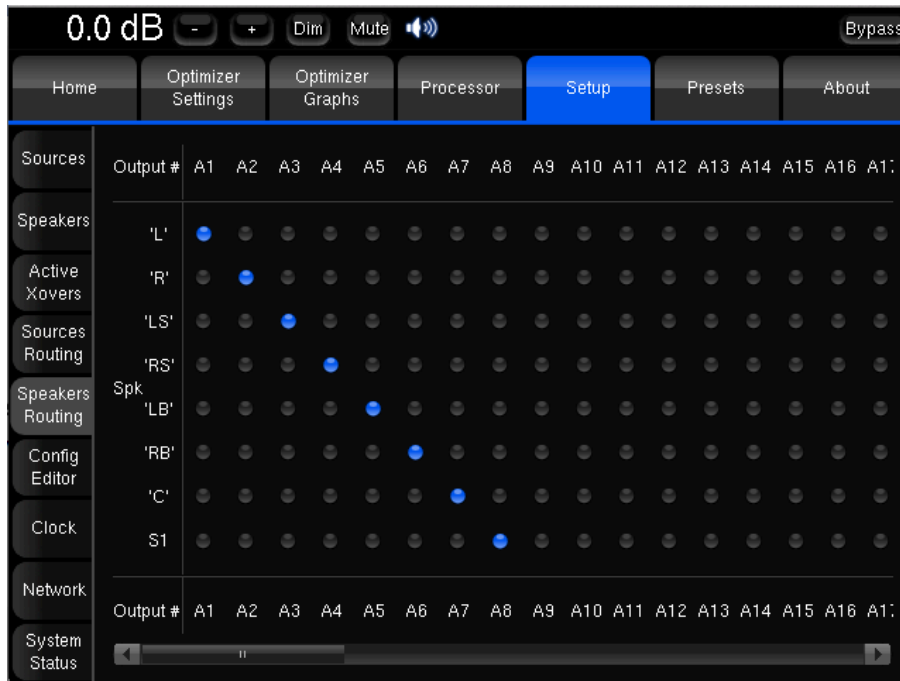 0.0 dB - + Dim Mute Bypass
Home Optimizer Settings Optimizer Graphs Processor Setup Presets About
Sources
Speakers
Active
Xovers
Sources
Routing
Speakers
Routing
Config
Editor
Clock
Network
System
Status
Output # A1 A2 A3 A4 A5 A6 A7 A8 A9 A10 A11 A12 A13 A14 A15 A16
Spk
'L'
'R'
'LS'
'RS'
'LB'
'RB'
'C'
S1
Output # A1 A2 A3 A4 A5 A6 A7 A8 A9 A10 A11 A12 A13 A14 A15 A16